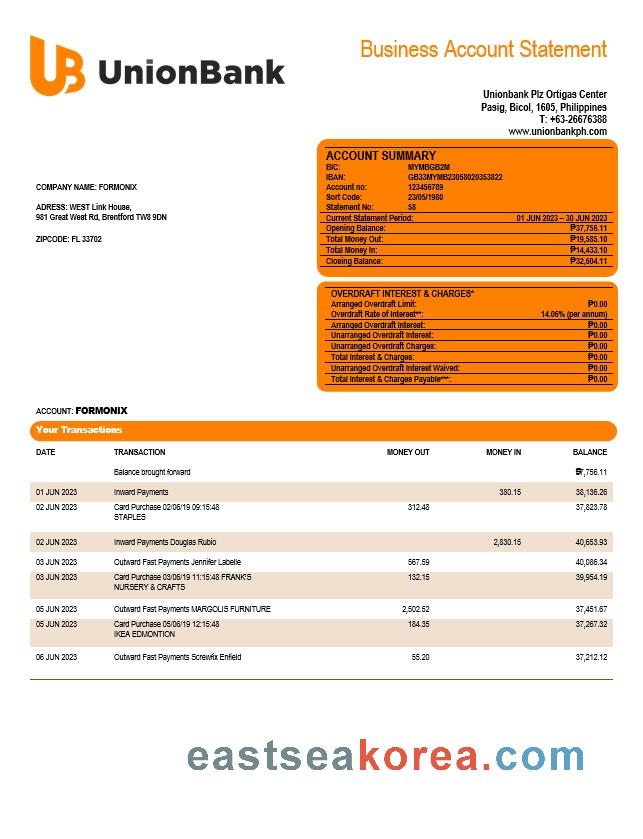 UB UnionBank
Business Account Statement
Unionbank Plz Ortigas Center
Pasig, Bicol, 1605, Philippines
T: +63-26676388
www.unionbankph.com
COMPANY NAME: FORMONIX
ADRESS: WEST Link House,
981 Great West Rd, Brentford TW8 9DN
ZIPCODE: FL 33702
ACCOUNT SUMMARY
BIC: MYMBGB2M
IBAN: GB33MYMB23058020353822
Account no: 123456789
Sort Code: 23/05/1980
Statement No: 58
Current Statement Period: 01 JUN 2023 – 30 JUN 2023
Opening Balance: ₱37,756.11
Total Money Out: ₱19,585.10
Total Money In: ₱14,433.10
Closing Balance: ₱32,604.11
OVERDRAFT INTEREST & CHARGES*
Arranged Overdraft Limit: ₱0.00
Overdraft Rate of Interest**: 14.06% (per annum)
Arranged Overdraft Interest: ₱0.00
Unarranged Overdraft Interest: ₱0.00
Unarranged Overdraft Charges: ₱0.00
Total Interest & Charges: ₱0.00
Unarranged Overdraft Interest Waived: ₱0.00
Total Interest & Charges Payable***: ₱0.00
ACCOUNT: FORMONIX
Your Transactions
DATE TRANSACTION MONEY OUT MONEY IN BALANCE
Balance brought forward 7,756.11
01 JUN 2023 Inward Payments 380.15 38,136.26
02 JUN 2023 Card Purchase 02/06/19 09:15:48 312.48 37,823.78
STAPLES
02 JUN 2023 Inward Payments Douglas Rubio 2,830.15 40,653.93
03 JUN 2023 Outward Fast Payments Jennifer Labelle 567.59 40,086.34
03 JUN 2023 Card Purchase 03/06/19 11:15:48 FRANK'S 132.15 39,954.19
NURSERY & CRAFTS
05 JUN 2023 Outward Fast Payments MARGOLIS FURNITURE 2,502.52 37,451.67
05 JUN 2023 Card Purchase 05/06/19 12:15:48 184.35 37,267.32
IKEA EDMONTION
06 JUN 2023 Outward Fast Payments Screwfix Enfield 55.20 37,212.12
eastseakorea.com